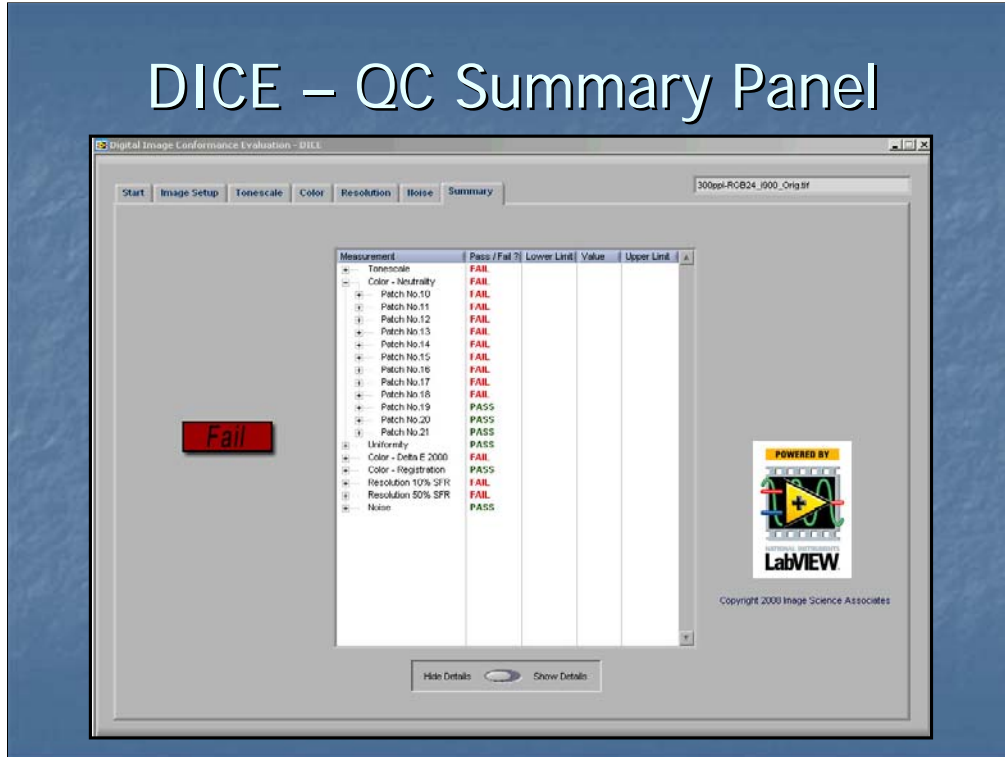 DICE – QC Summary Panel
Digital Image Conformance Evaluation - DICE
Start Image Setup Tonescale Color Resolution Noise Summary
300ppi-RGB24_i900_Orig.tif
Measurement Pass / Fail ? Lower Limit Value Upper Limit
Tonescale FAIL
Color - Neutrality FAIL
Patch No.10 FAIL
Patch No.11 FAIL
Patch No.12 FAIL
Patch No.13 FAIL
Patch No.14 FAIL
Patch No.15 FAIL
Patch No.16 FAIL
Patch No.17 FAIL
Patch No.18 FAIL
Patch No.19 PASS
Patch No.20 PASS
Patch No.21 PASS
Uniformity PASS
Color - Delta E 2000 FAIL
Color - Registration PASS
Resolution 10% SFR FAIL
Resolution 50% SFR FAIL
Noise PASS
Fail
POWERED BY
NATIONAL INSTRUMENTS
LabVIEW
Copyright 2008 Image Science Associates
Hide Details Show Details